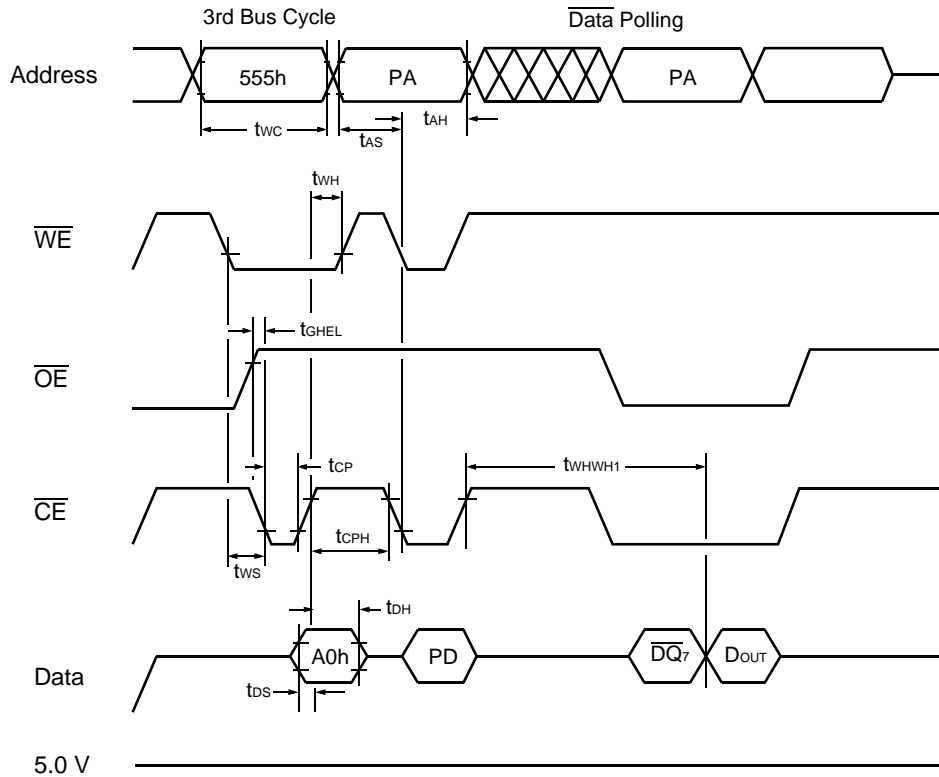 3rd Bus Cycle
Data Polling
Address
555h
PA
PA
tWC
tAS
tAH
tWH
WE
tGHEL
OE
tCP
tWHWH1
CE
tCPH
tWS
tDH
Data
A0h
PD
DQ7
DOUT
tDS
5.0 V